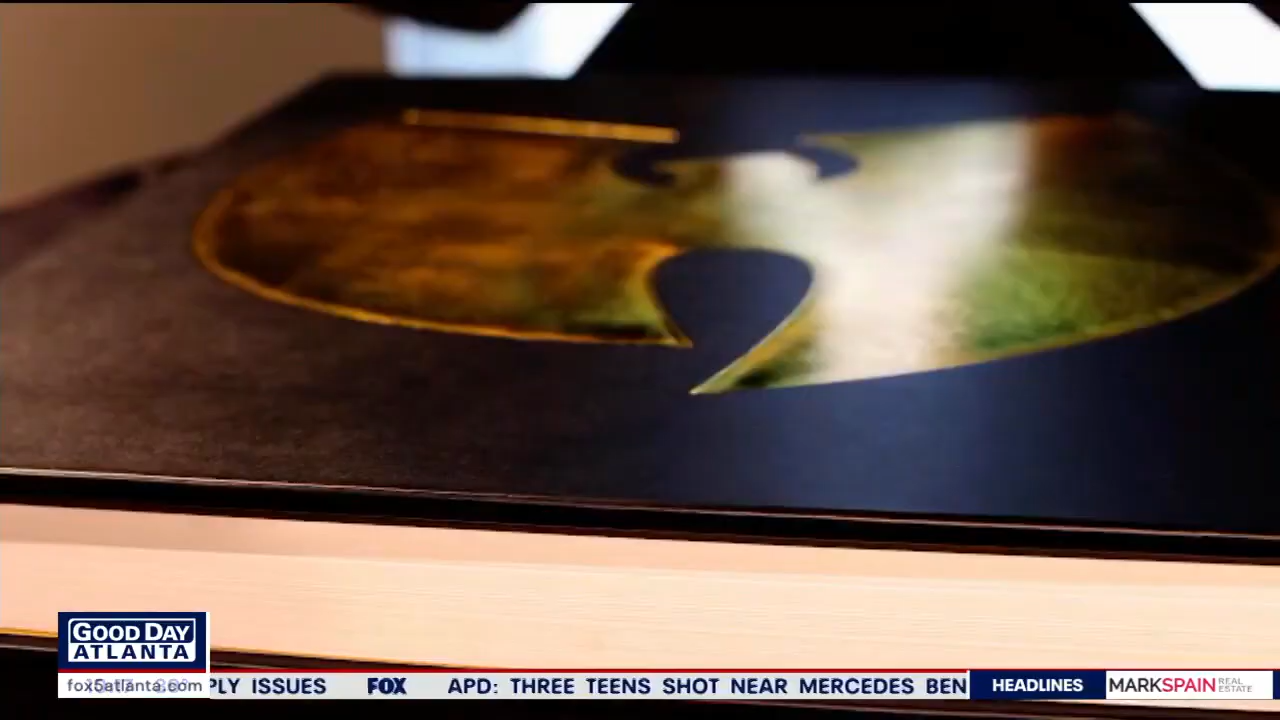 GOOD DAY
ATLANTA
fox5atlanta.com
PLY ISSUES FOX APD: THREE TEENS SHOT NEAR MERCEDES BEN
HEADLINES
MARKSPAIN REAL ESTATE